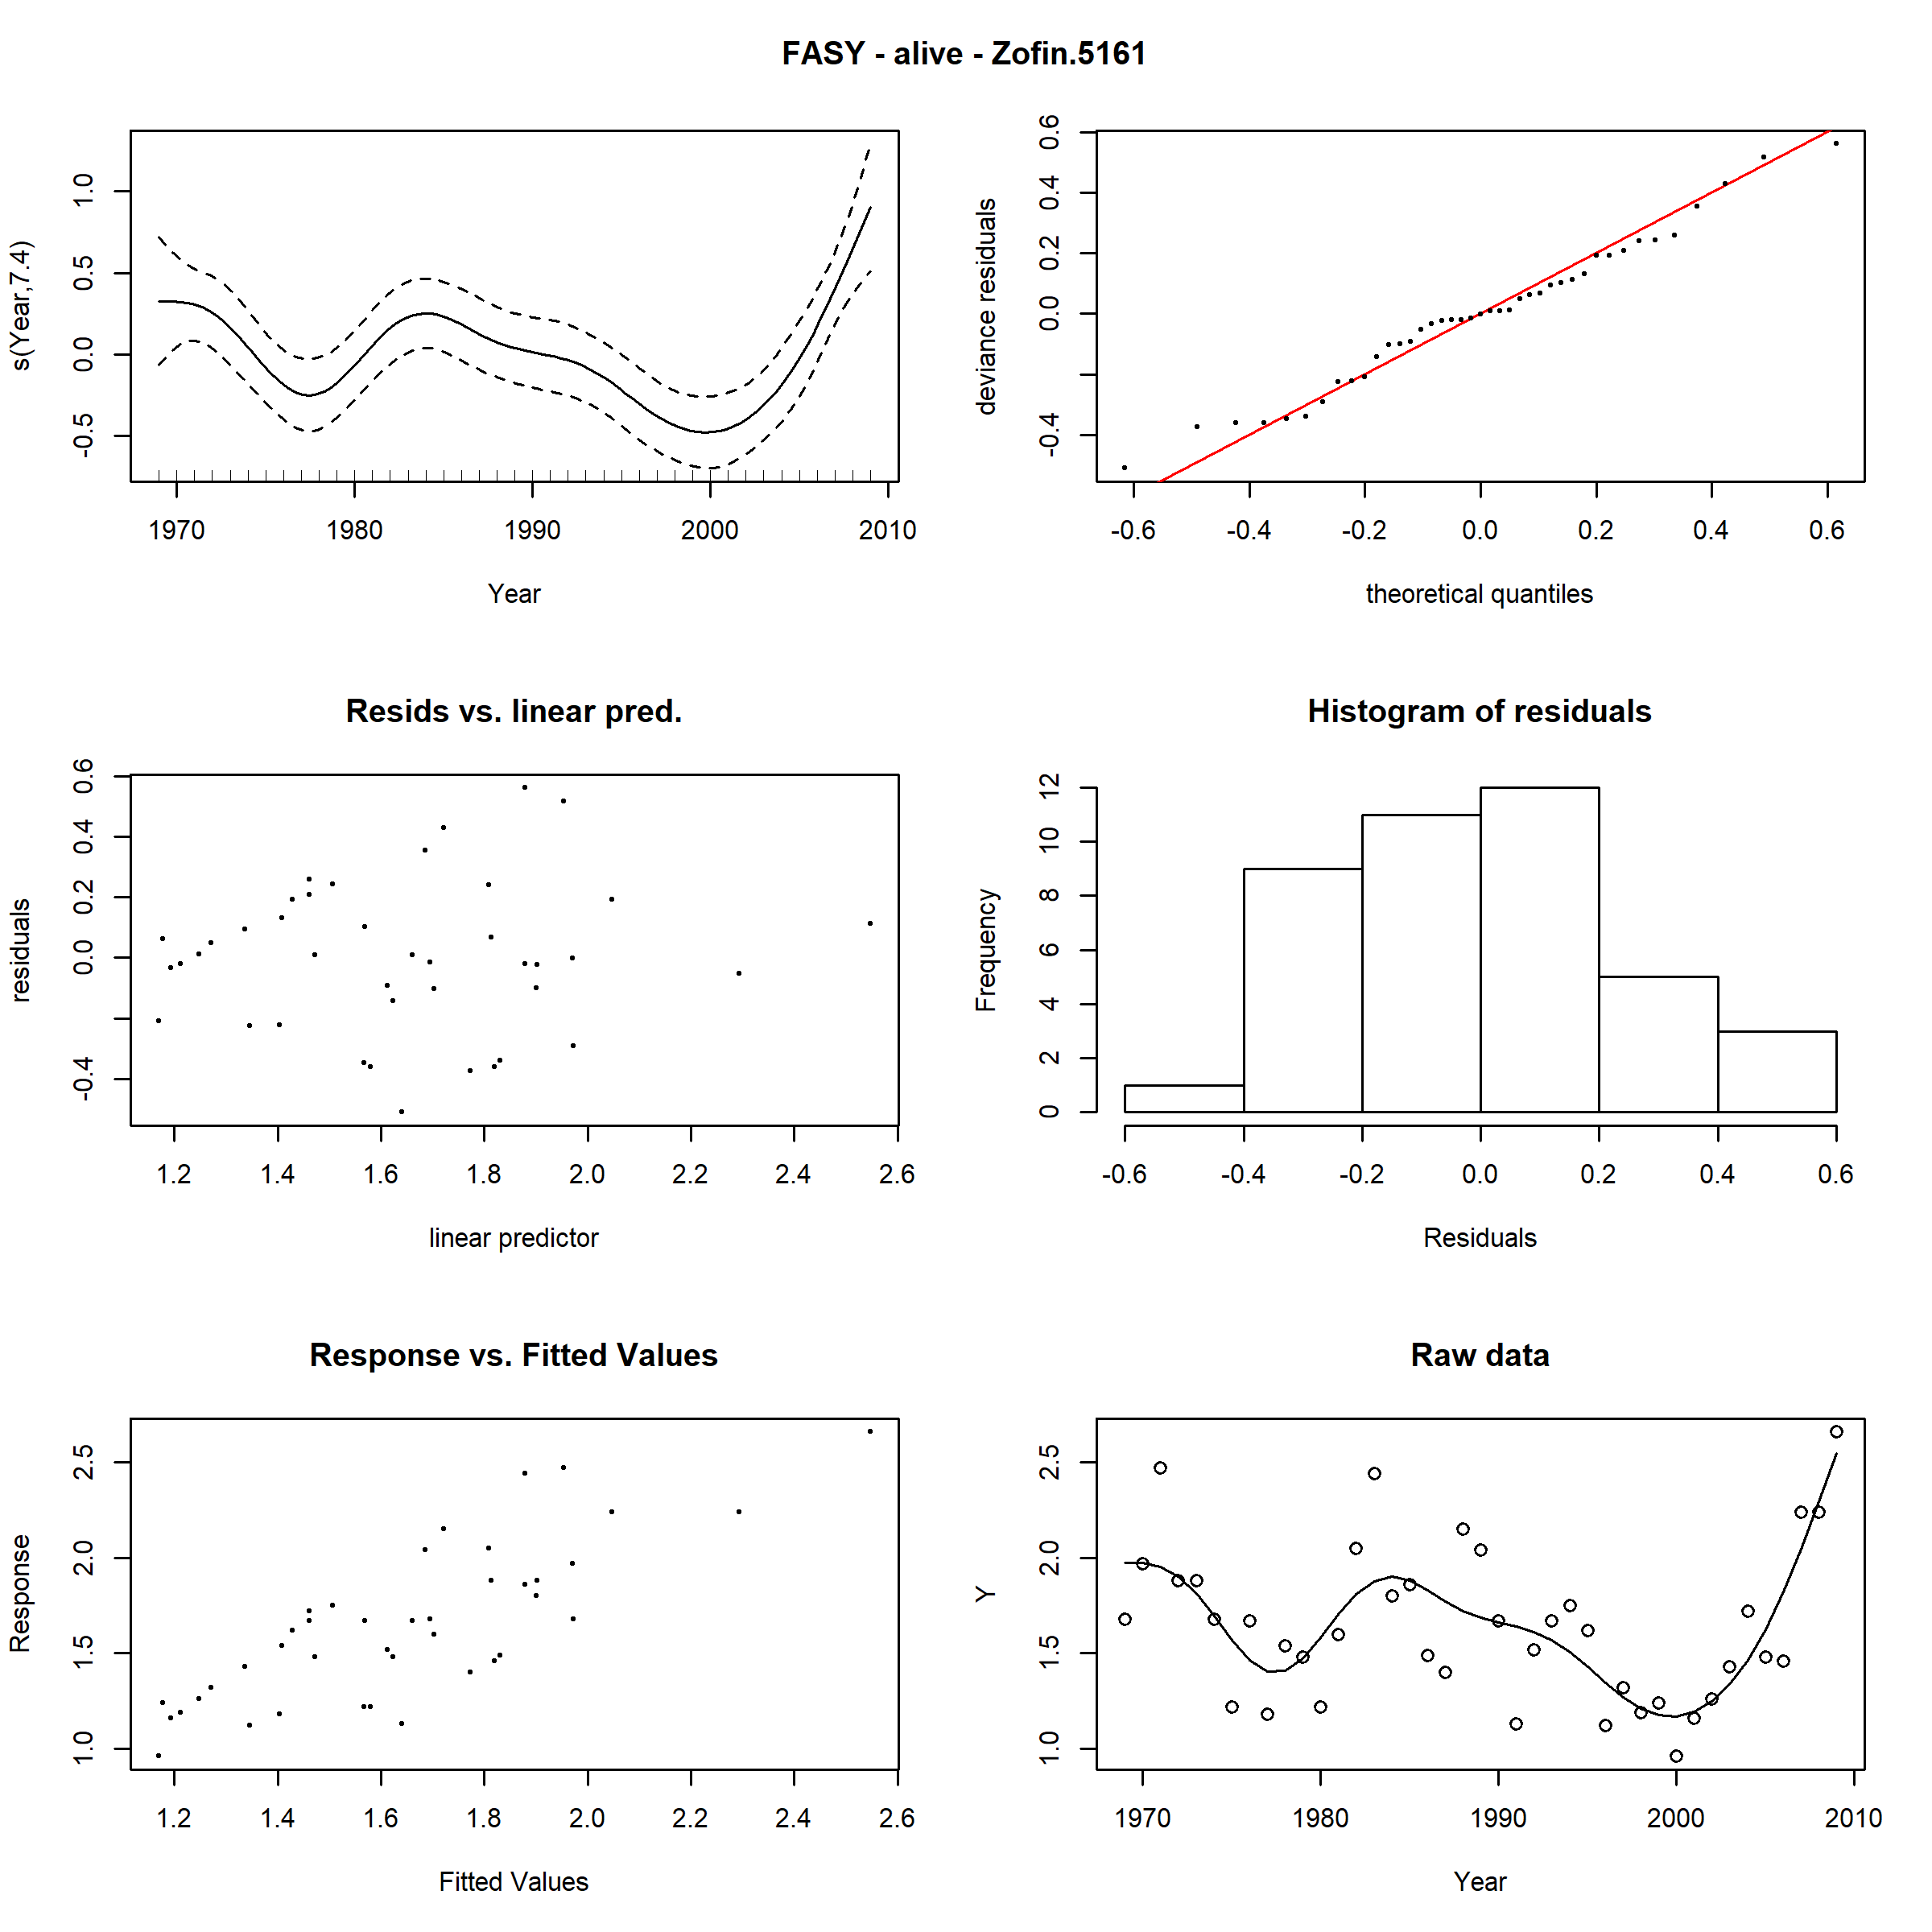 FASY - alive - Zofin.5161
s(Year,7.4)
-0.5 0.0 0.5 1.0
1970 1980 1990 2000 2010
Year
deviance residuals
-0.4 0.0 0.2 0.4 0.6
-0.6 -0.4 -0.2 0.0 0.2 0.4 0.6
theoretical quantiles
Resids vs. linear pred.
residuals
-0.4 0.0 0.2 0.4 0.6
1.2 1.4 1.6 1.8 2.0 2.2 2.4 2.6
linear predictor
Histogram of residuals
Frequency
0 2 4 6 8 10 12
-0.6 -0.4 -0.2 0.0 0.2 0.4 0.6
Residuals
Response vs. Fitted Values
Response
1.0 1.5 2.0 2.5
1.2 1.4 1.6 1.8 2.0 2.2 2.4 2.6
Fitted Values
Raw data
Y
1.0 1.5 2.0 2.5
1970 1980 1990 2000 2010
Year